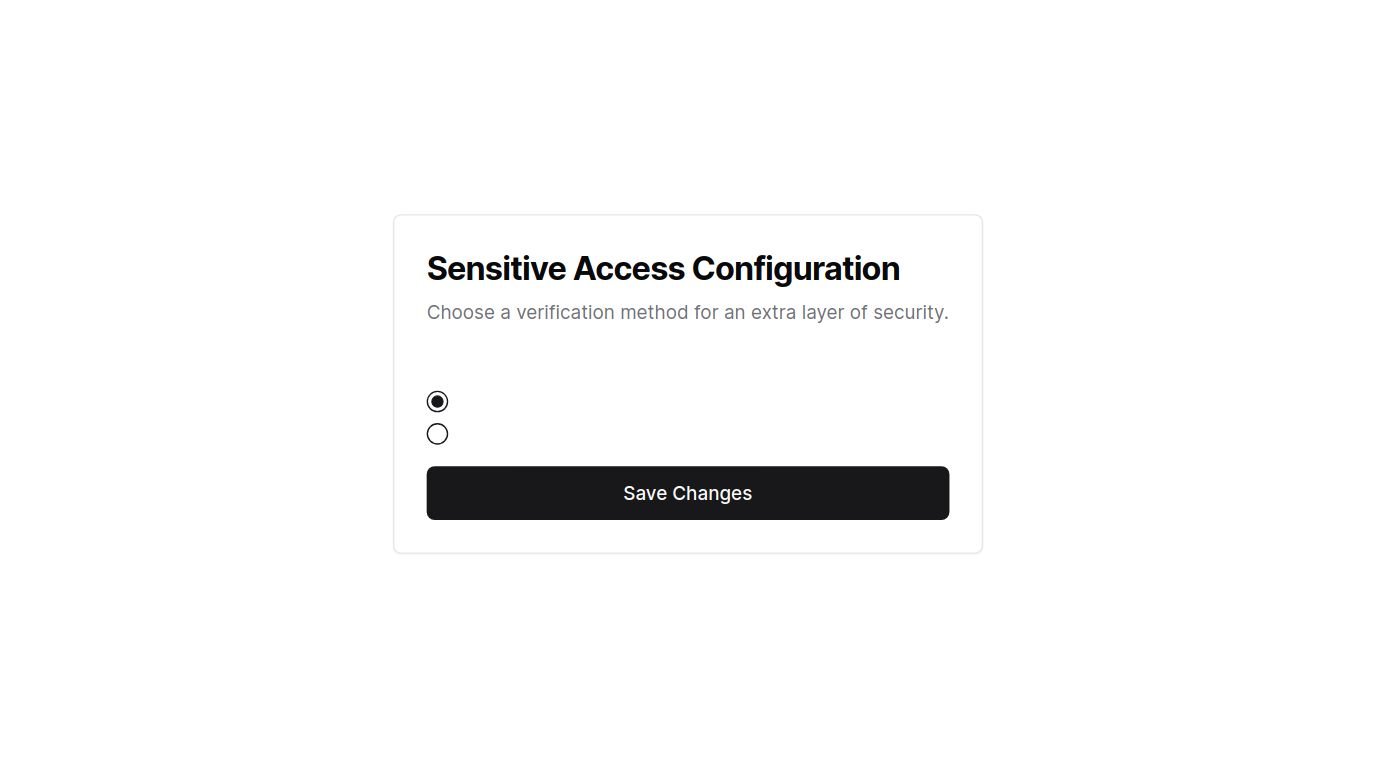 Sensitive Access Configuration
Choose a verification method for an extra layer of security.
Save Changes